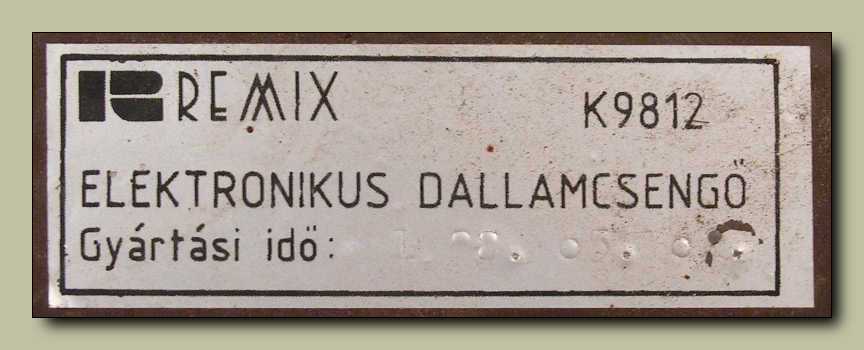 REMIX K9812
ELEKTRONIKUS DALLAMCSENGŐ
Gyártási idő: